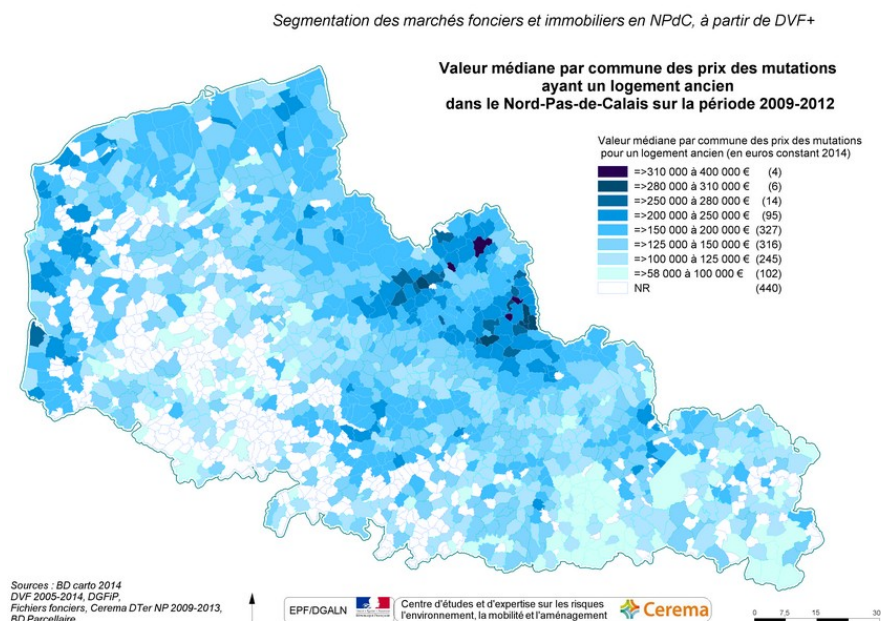 Segmentation des marchés fonciers et immobiliers en NPdC, à partir de DVF+
Valeur médiane par commune des prix des mutations
ayant un logement ancien
dans le Nord-Pas-de-Calais sur la période 2009-2012
Valeur médiane par commune des prix des mutations
pour un logement ancien (en euros constant 2014)
=>310 000 à 400 000 € (4)
=>280 000 à 310 000 € (6)
=>250 000 à 280 000 € (14)
=>200 000 à 250 000 € (95)
=>150 000 à 200 000 € (327)
=>125 000 à 150 000 € (316)
=>100 000 à 125 000 € (245)
=>58 000 à 100 000 € (102)
NR (440)
Sources : BD carto 2014
DVF 2005-2014, DGFiP,
Fichiers fonciers, Cerema DTer NP 2009-2013,
BD Parcellaire
EPF/DGALN
Centre d'études et d'expertise sur les risques
l'environnement, la mobilité et l'aménagement
Cerema
0 7,5 15 30